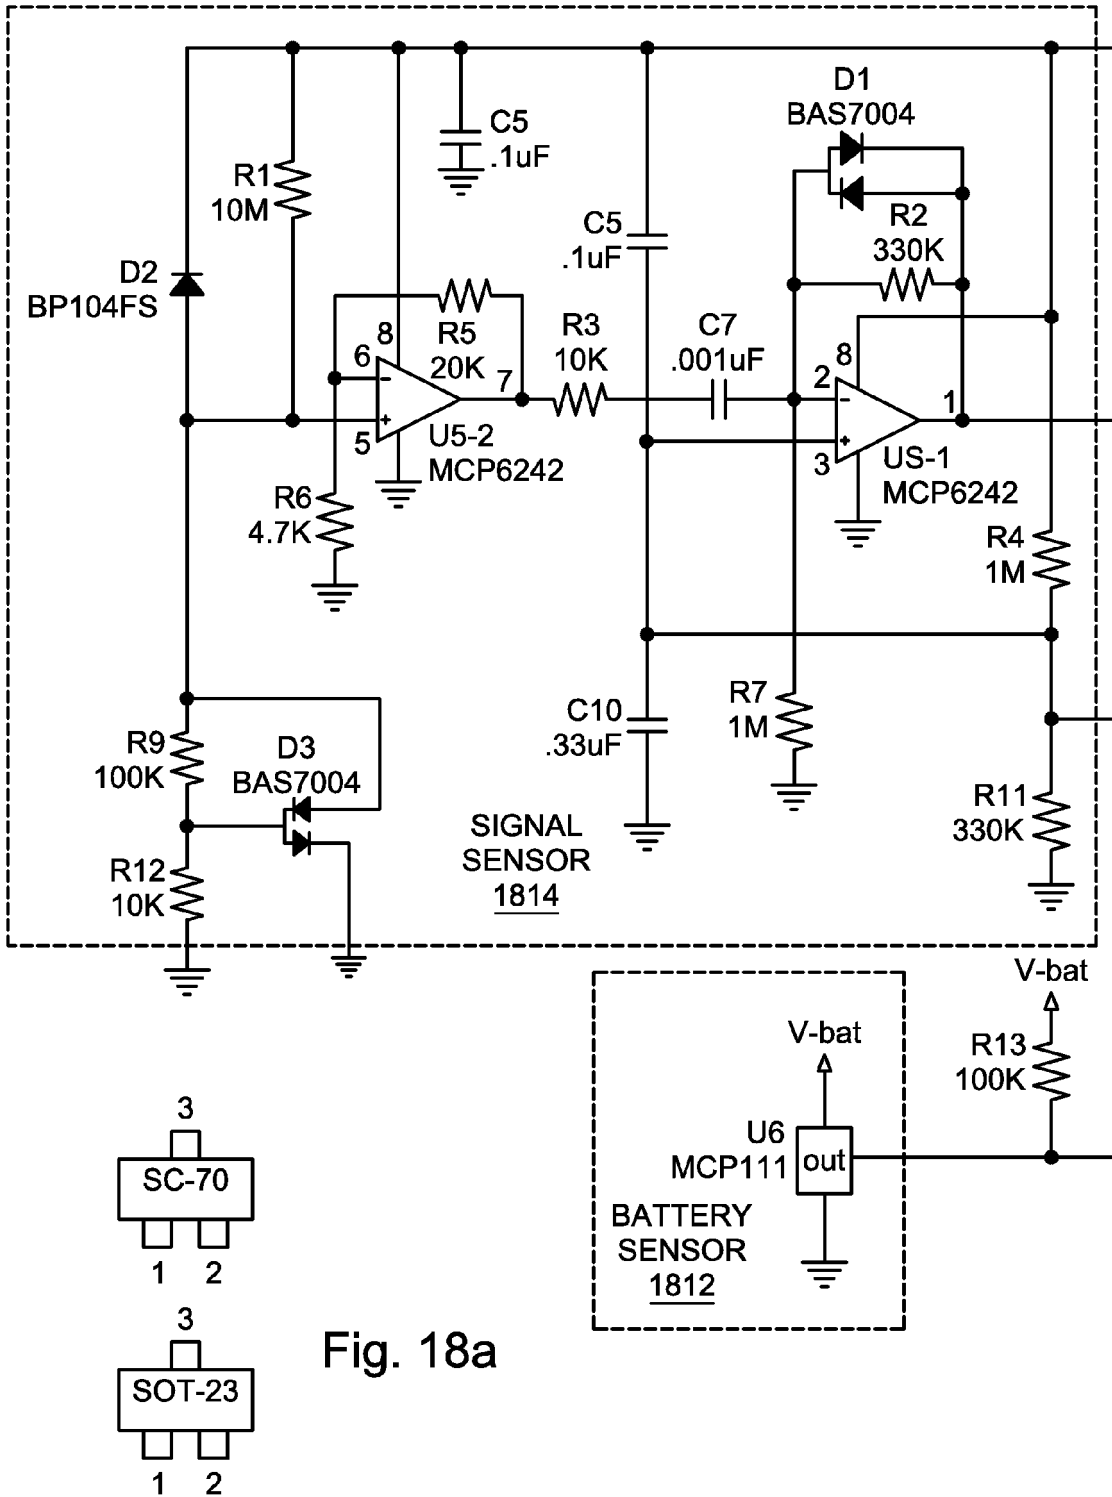 D1
BAS7004
C5
.1uF
R1
10M
R2
330K
C5
.1uF
D2
BP104FS
R5
20K
R3
10K
C7
.001uF
8
6
-
7
+
5
U5-2
MCP6242
8
2
-
1
+
3
US-1
MCP6242
R6
4.7K
R4
1M
R7
1M
C10
.33uF
R9
100K
D3
BAS7004
R11
330K
SIGNAL
SENSOR
1814
R12
10K
V-bat
V-bat
R13
100K
U6
MCP111
out
BATTERY
SENSOR
1812
3
SC-70
1 2
3
SOT-23
1 2
Fig. 18a